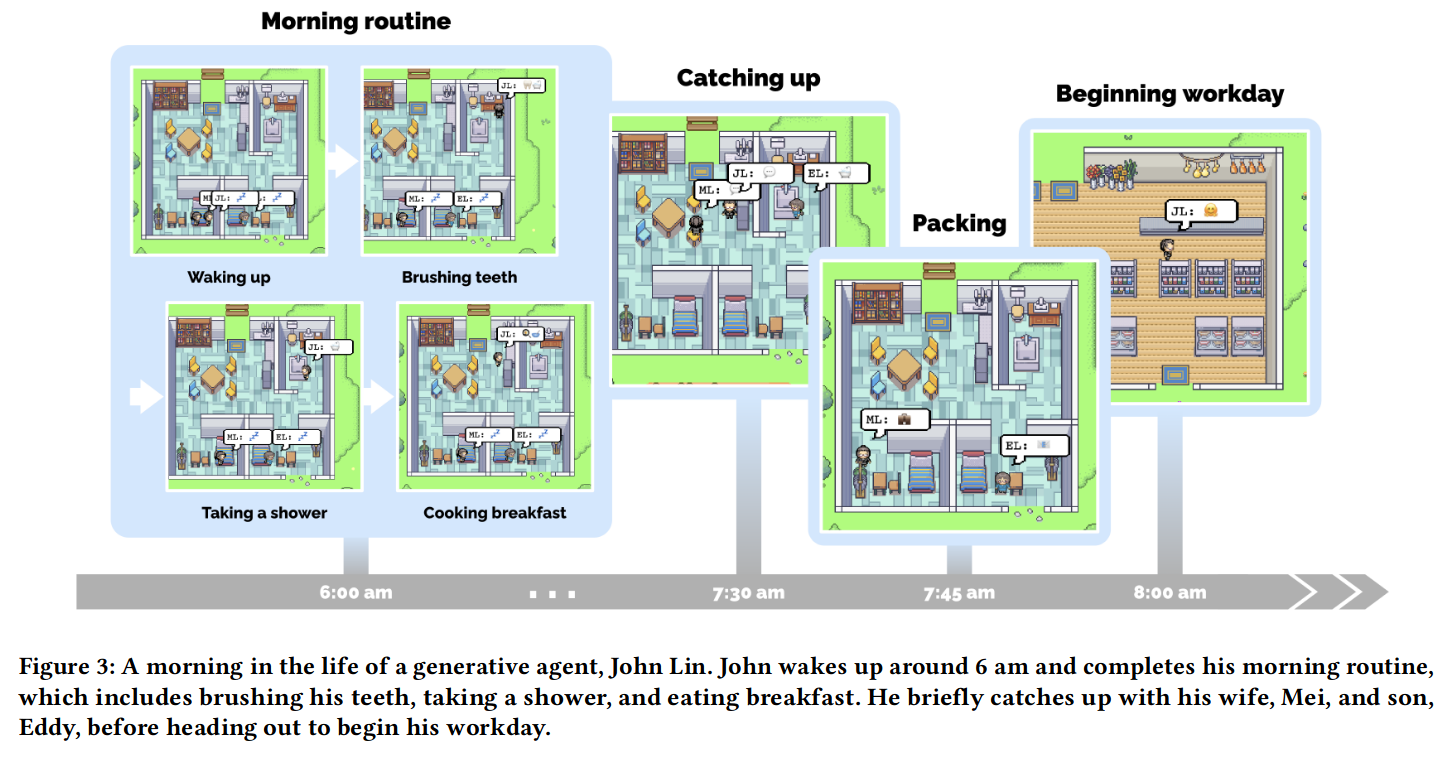 Morning routine
Waking up
JL:
Brushing teeth
JL:
ML:
EL:
Taking a shower
JL:
ML:
EL:
Cooking breakfast
JL:
ML:
EL:
Catching up
JL:
EL:
ML:
Packing
ML:
EL:
Beginning workday
JL:
6:00 am
...
7:30 am
7:45 am
8:00 am
Figure 3: A morning in the life of a generative agent, John Lin. John wakes up around 6 am and completes his morning routine,
which includes brushing his teeth, taking a shower, and eating breakfast. He briefly catches up with his wife, Mei, and son,
Eddy, before heading out to begin his workday.